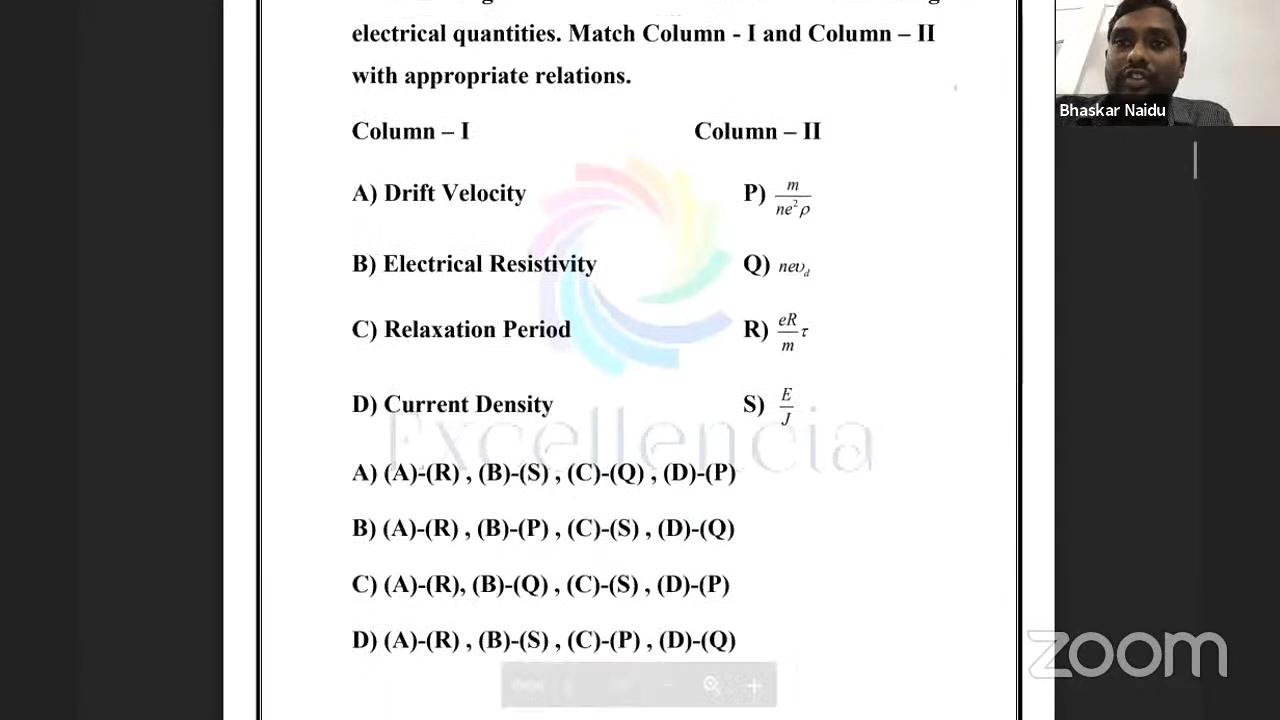 electrical quantities. Match Column - I and Column – II
with appropriate relations.
Column – I Column – II
A) Drift Velocity P) m/ne²ρ
B) Electrical Resistivity Q) neυd
C) Relaxation Period R) eR/m τ
D) Current Density S) E/J
Excellencia
A) (A)-(R) , (B)-(S) , (C)-(Q) , (D)-(P)
B) (A)-(R) , (B)-(P) , (C)-(S) , (D)-(Q)
C) (A)-(R), (B)-(Q) , (C)-(S) , (D)-(P)
D) (A)-(R) , (B)-(S) , (C)-(P) , (D)-(Q)
Bhaskar Naidu
zoom